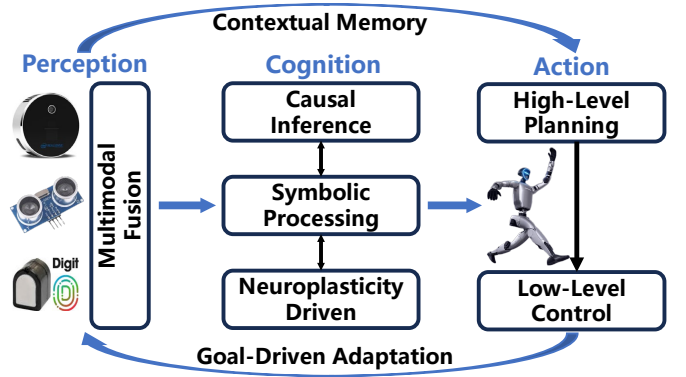 Contextual Memory
Perception
Cognition
Action
Multimodal
Fusion
Digit
Causal
Inference
Symbolic
Processing
Neuroplasticity
Driven
High-Level
Planning
Low-Level
Control
Goal-Driven Adaptation